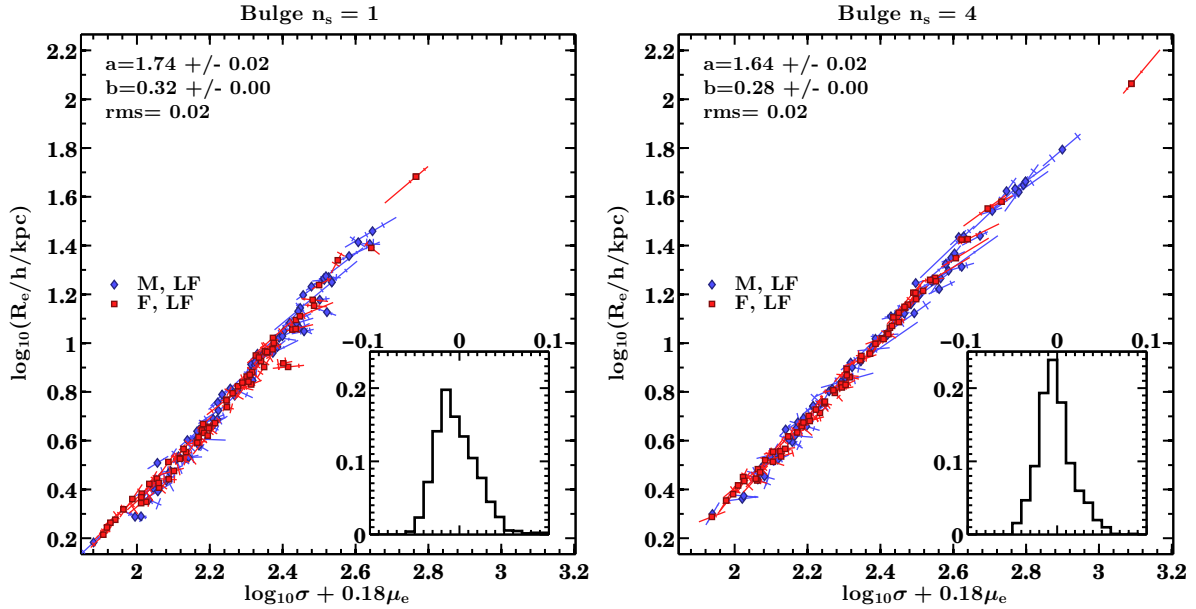 Bulge nₛ = 1
a=1.74 +/- 0.02
b=0.32 +/- 0.00
rms= 0.02
M, LF
F, LF
log₁₀(Rₑ/h/kpc)
2.2
2
1.8
1.6
1.4
1.2
1
0.8
0.6
0.4
0.2
−0.1 0 0.1
0.2
0.1
0
2 2.2 2.4 2.6 2.8 3 3.2
log₁₀σ + 0.18μₑ
Bulge nₛ = 4
a=1.64 +/- 0.02
b=0.28 +/- 0.00
rms= 0.02
M, LF
F, LF
log₁₀(Rₑ/h/kpc)
2.2
2
1.8
1.6
1.4
1.2
1
0.8
0.6
0.4
0.2
−0.1 0 0.1
0.2
0.1
0
2 2.2 2.4 2.6 2.8 3 3.2
log₁₀σ + 0.18μₑ